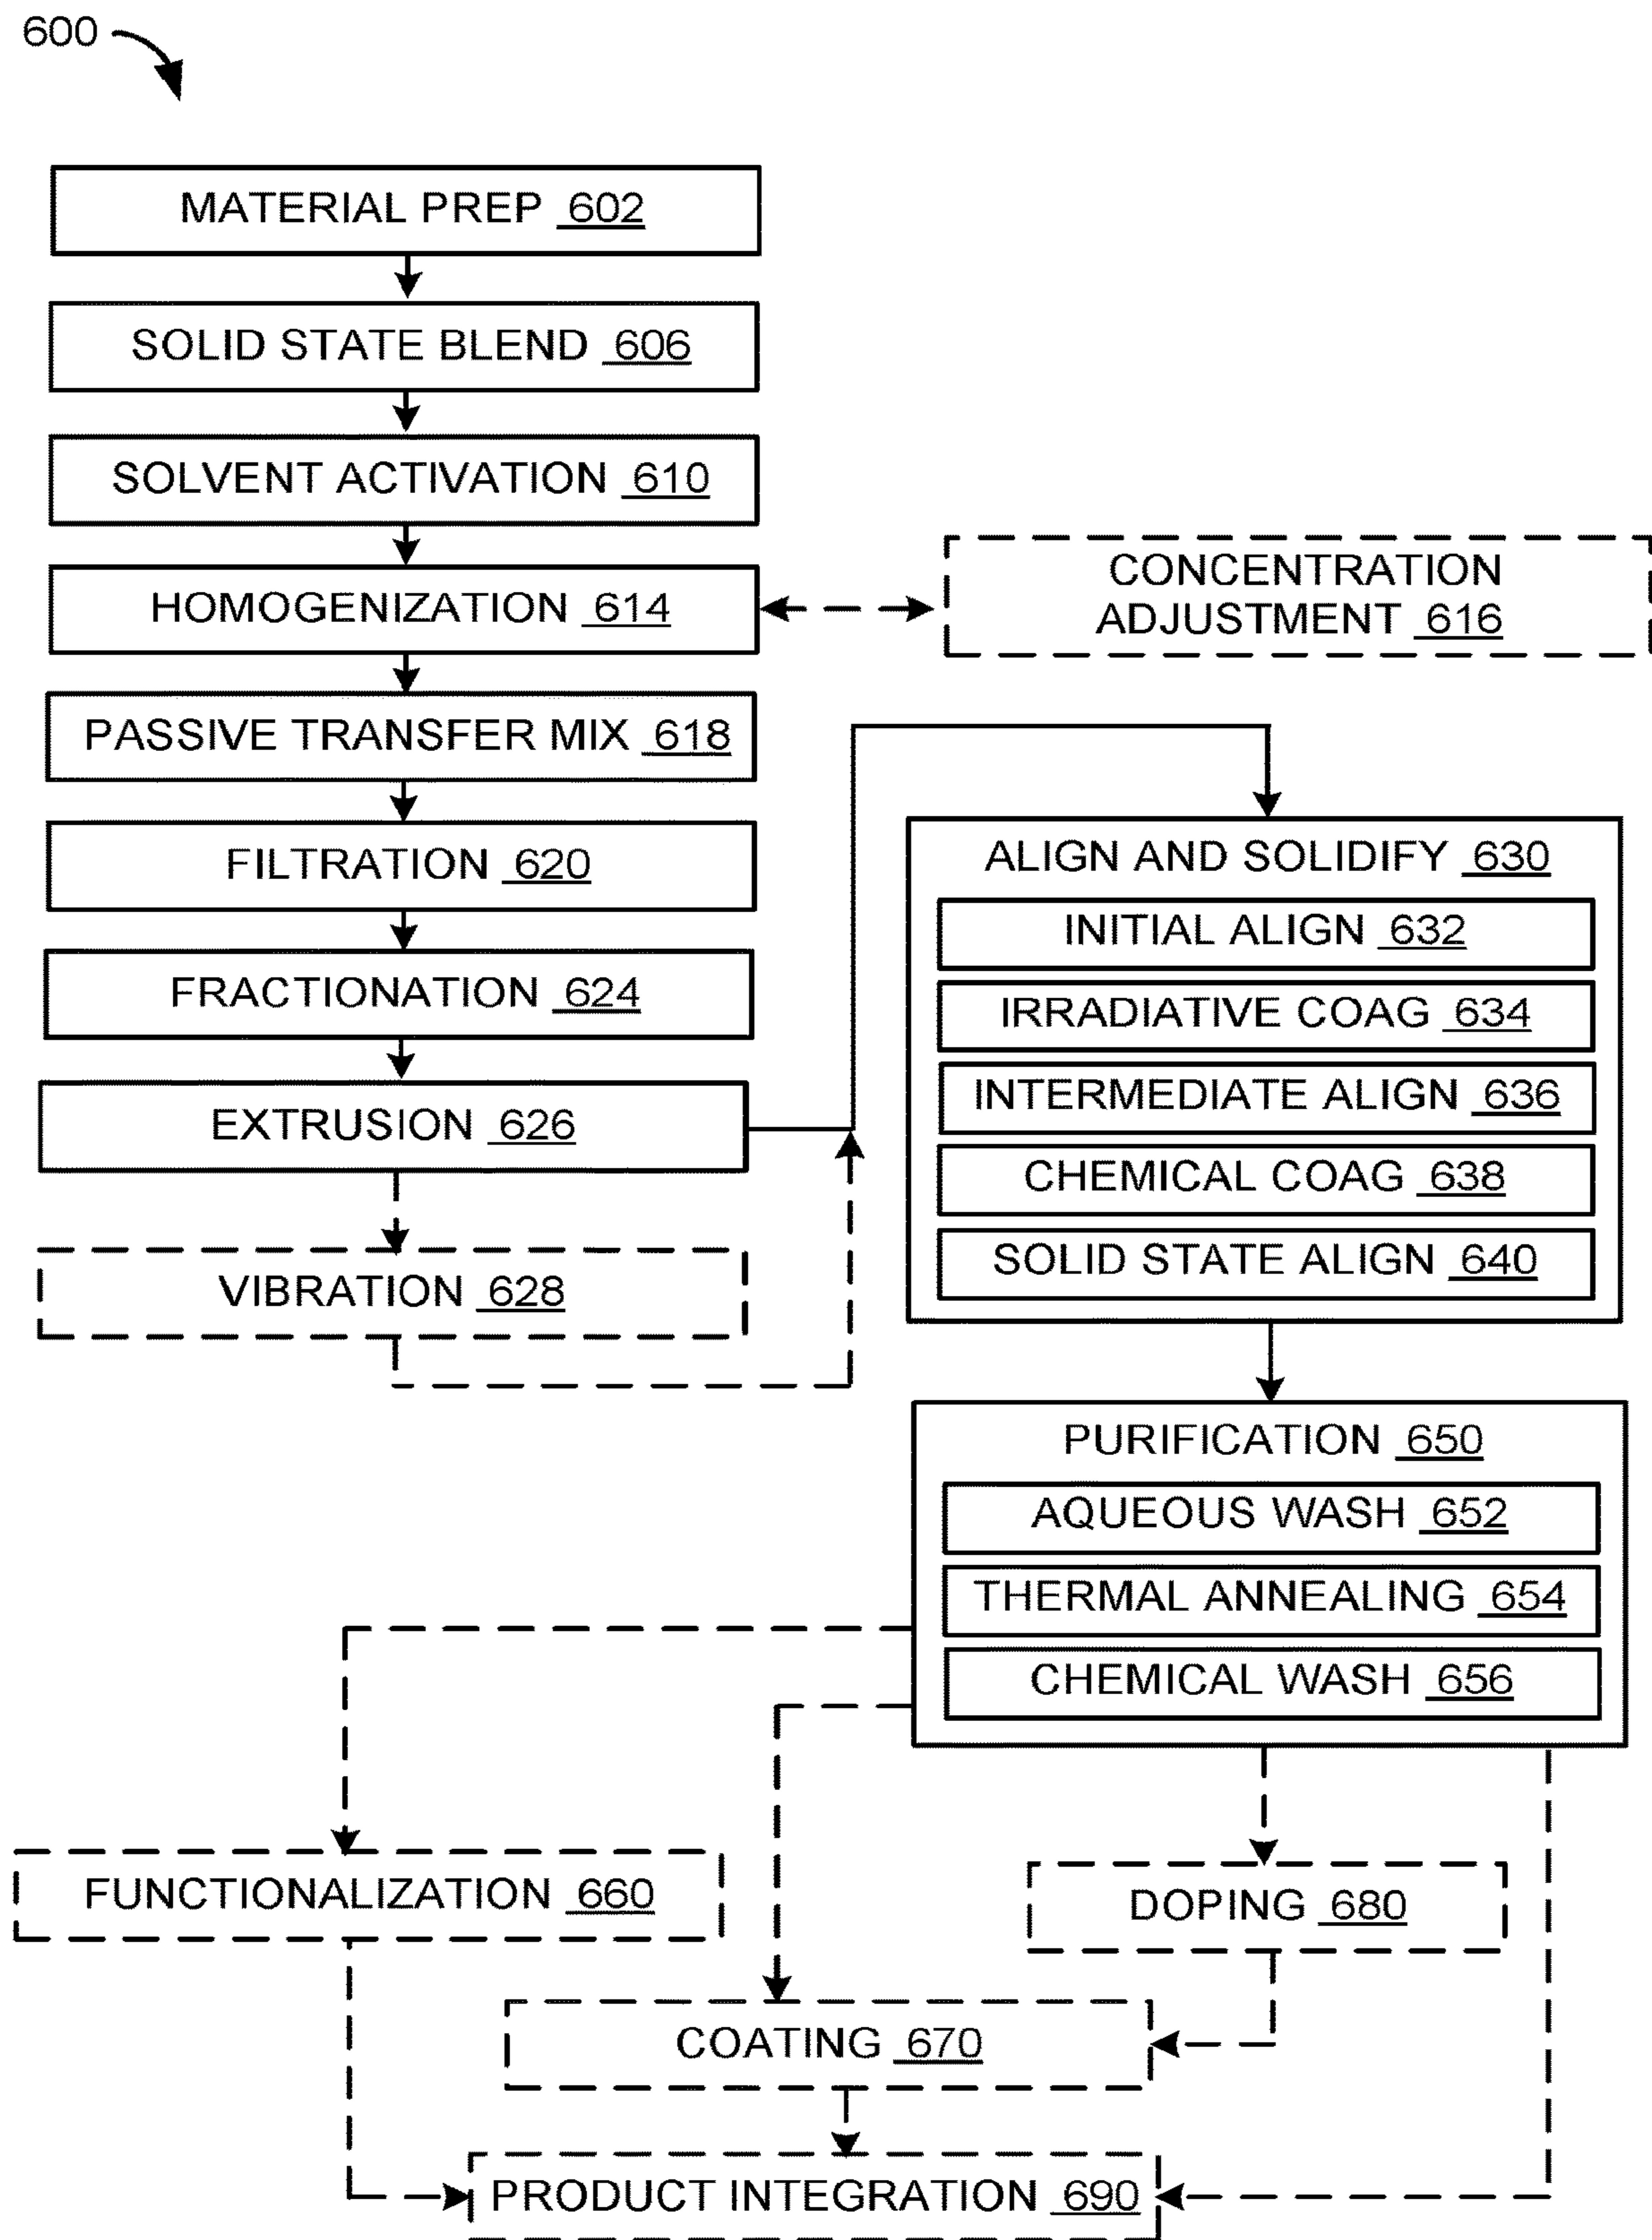 600
MATERIAL PREP 602
SOLID STATE BLEND 606
SOLVENT ACTIVATION 610
HOMOGENIZATION 614
CONCENTRATION
ADJUSTMENT 616
PASSIVE TRANSFER MIX 618
FILTRATION 620
FRACTIONATION 624
EXTRUSION 626
VIBRATION 628
ALIGN AND SOLIDIFY 630
INITIAL ALIGN 632
IRRADIATIVE COAG 634
INTERMEDIATE ALIGN 636
CHEMICAL COAG 638
SOLID STATE ALIGN 640
PURIFICATION 650
AQUEOUS WASH 652
THERMAL ANNEALING 654
CHEMICAL WASH 656
FUNCTIONALIZATION 660
DOPING 680
COATING 670
PRODUCT INTEGRATION 690